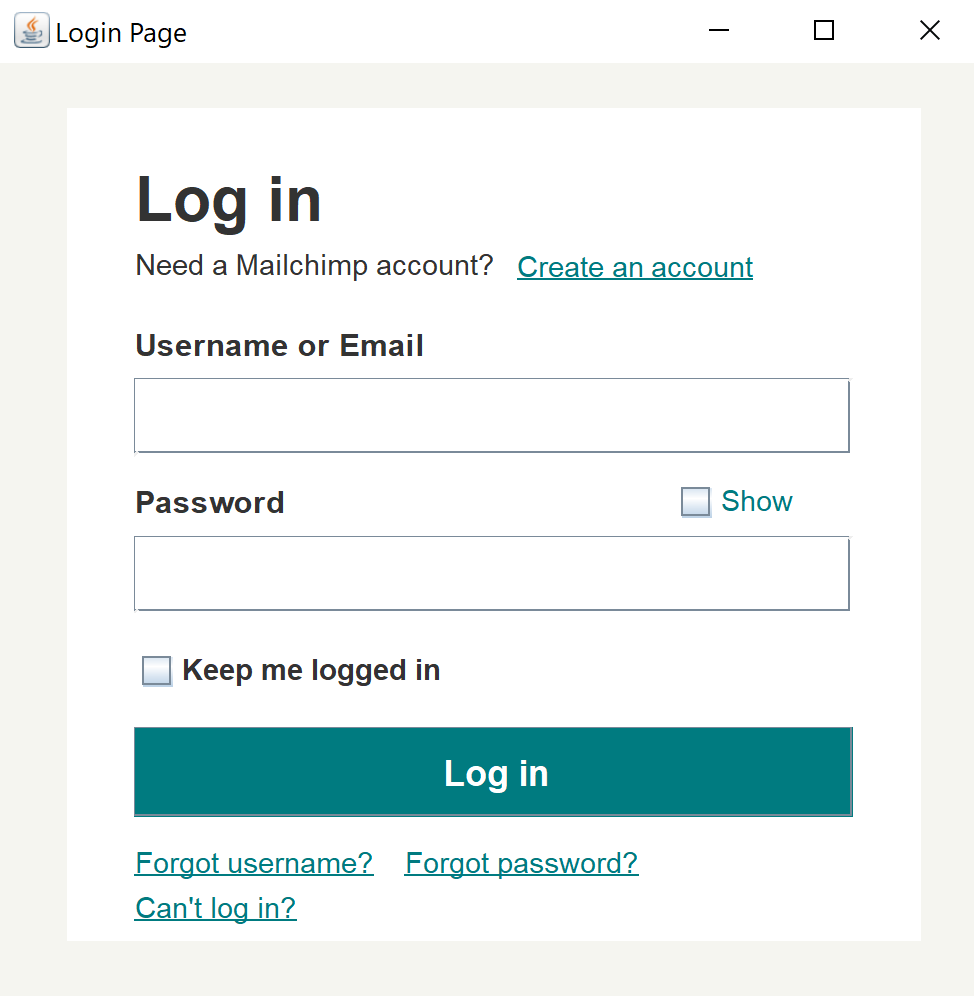 Login Page
Log in
Need a Mailchimp account? Create an account
Username or Email
Password Show
Keep me logged in
Log in
Forgot username? Forgot password?
Can't log in?